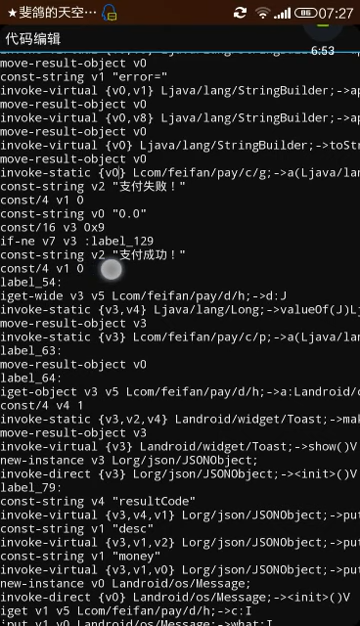 ★斐鸽的天空… 07:27
代码编辑
6:53
move-result-object v0
const-string v1 "error="
invoke-virtual {v0,v1} Ljava/lang/StringBuilder;->ap
move-result-object v0
invoke-virtual {v0,v8} Ljava/lang/StringBuilder;->ap
move-result-object v0
invoke-virtual {v0} Ljava/lang/StringBuilder;->toStr
move-result-object v0
invoke-static {v0} Lcom/feifan/pay/c/g;->a(Ljava/lan
const-string v2 "支付失败！"
const/4 v1 0
const-string v0 "0.0"
const/16 v3 0x9
if-ne v7 v3 :label_129
const-string v2 "支付成功！"
const/4 v1 0
label_54:
iget-wide v3 v5 Lcom/feifan/pay/d/h;->d:J
invoke-static {v3,v4} Ljava/lang/Long;->valueOf(J)Lj
move-result-object v3
invoke-static {v3} Lcom/feifan/pay/c/p;->a(Ljava/lan
label_63:
move-result-object v0
label_64:
iget-object v3 v5 Lcom/feifan/pay/d/h;->a:Landroid/c
const/4 v4 1
invoke-static {v3,v2,v4} Landroid/widget/Toast;->mak
move-result-object v3
invoke-virtual {v3} Landroid/widget/Toast;->show()V
new-instance v3 Lorg/json/JSONObject;
invoke-direct {v3} Lorg/json/JSONObject;-><init>()V
label_79:
const-string v4 "resultCode"
invoke-virtual {v3,v4,v1} Lorg/json/JSONObject;->put
const-string v1 "desc"
invoke-virtual {v3,v1,v2} Lorg/json/JSONObject;->put
const-string v1 "money"
invoke-virtual {v3,v1,v0} Lorg/json/JSONObject;->put
new-instance v0 Landroid/os/Message;
invoke-direct {v0} Landroid/os/Message;-><init>()V
iget v1 v5 Lcom/feifan/pay/d/h;->c:I
iput v1 v0 Landroid/os/Message;->what:I